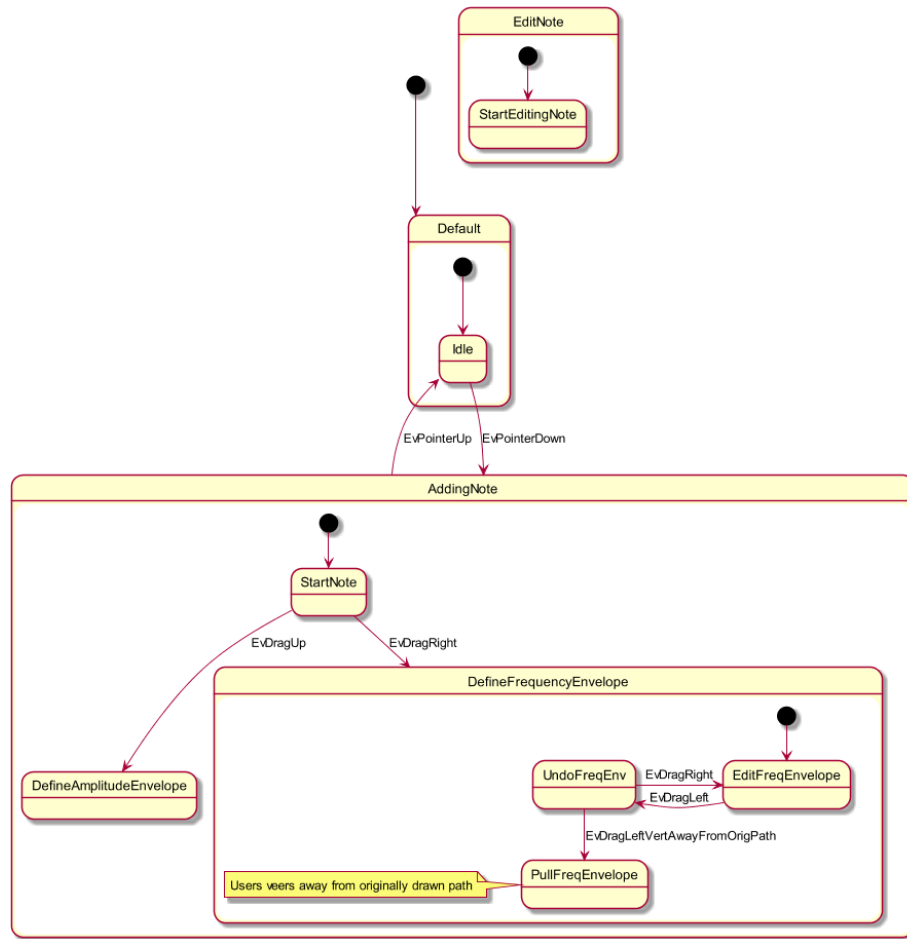 EditNote
StartEditingNote
Default
Idle
EvPointerUp
EvPointerDown
AddingNote
StartNote
EvDragUp
EvDragRight
DefineFrequencyEnvelope
DefineAmplitudeEnvelope
UndoFreqEnv
EvDragRight
EditFreqEnvelope
EvDragLeft
EvDragLeftVertAwayFromOrigPath
PullFreqEnvelope
Users veers away from originally drawn path